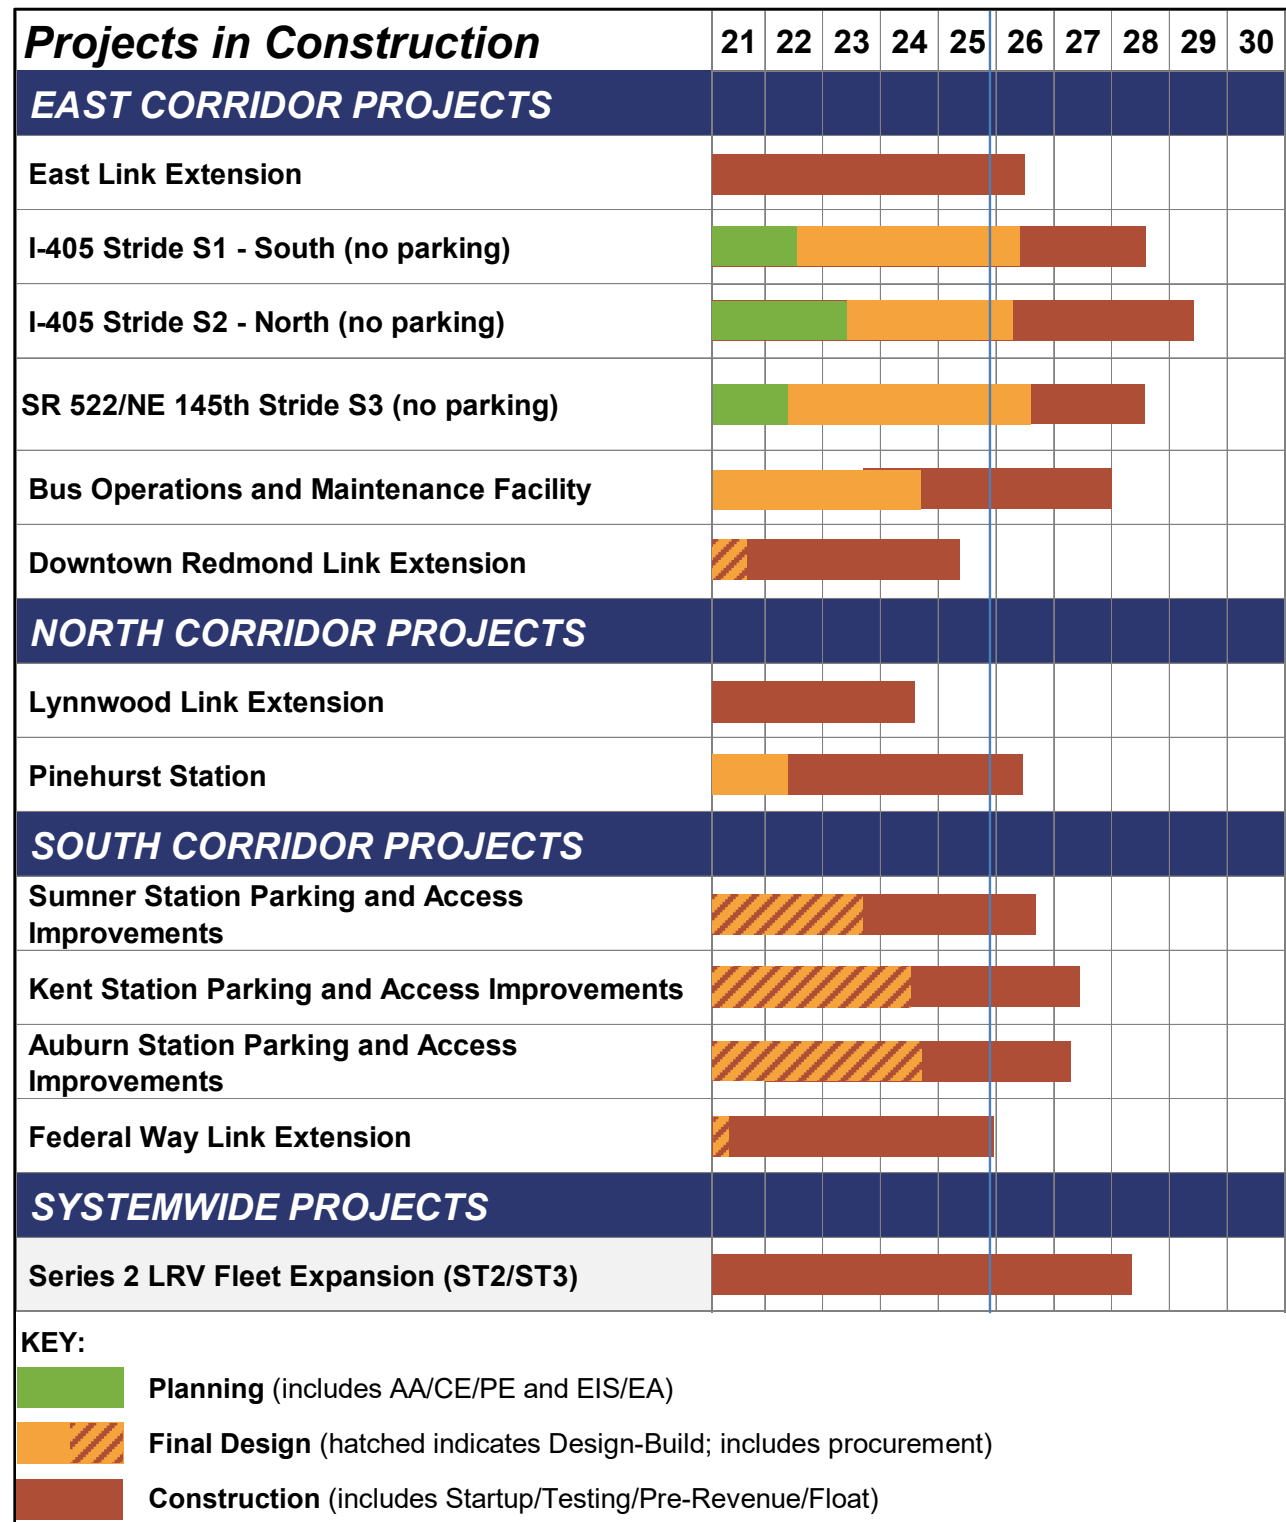 Projects in Construction 21 22 23 24 25 26 27 28 29 30
EAST CORRIDOR PROJECTS
East Link Extension
I-405 Stride S1 - South (no parking)
I-405 Stride S2 - North (no parking)
SR 522/NE 145th Stride S3 (no parking)
Bus Operations and Maintenance Facility
Downtown Redmond Link Extension
NORTH CORRIDOR PROJECTS
Lynnwood Link Extension
Pinehurst Station
SOUTH CORRIDOR PROJECTS
Sumner Station Parking and Access
Improvements
Kent Station Parking and Access Improvements
Auburn Station Parking and Access
Improvements
Federal Way Link Extension
SYSTEMWIDE PROJECTS
Series 2 LRV Fleet Expansion (ST2/ST3)
KEY:
Planning (includes AA/CE/PE and EIS/EA)
Final Design (hatched indicates Design-Build; includes procurement)
Construction (includes Startup/Testing/Pre-Revenue/Float)